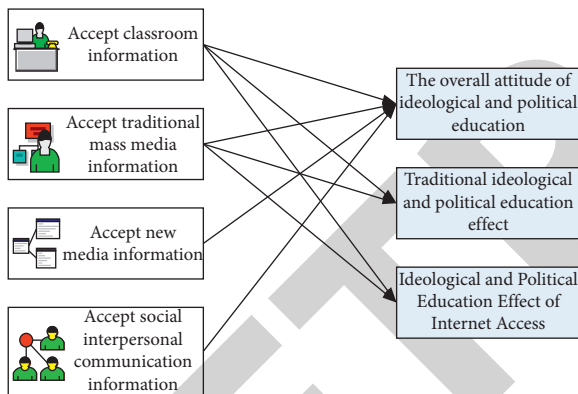 Accept classroom
information
Accept traditional
mass media
information
Accept new
media information
Accept social
interpersonal
communication
information
The overall attitude of
ideological and political
education
Traditional ideological
and political education
effect
Ideological and Political
Education Effect of
Internet Access